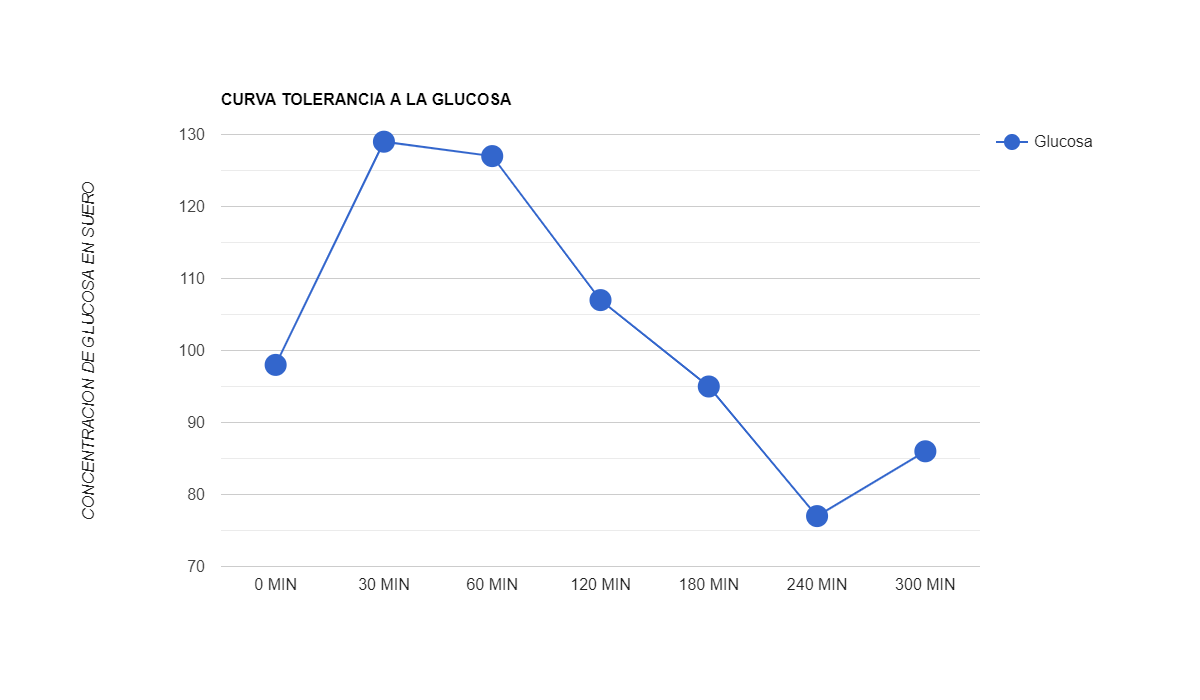 CURVA TOLERANCIA A LA GLUCOSA
CONCENTRACION DE GLUCOSA EN SUERO
130
120
110
100
90
80
70
0 MIN
30 MIN
60 MIN
120 MIN
180 MIN
240 MIN
300 MIN
Glucosa